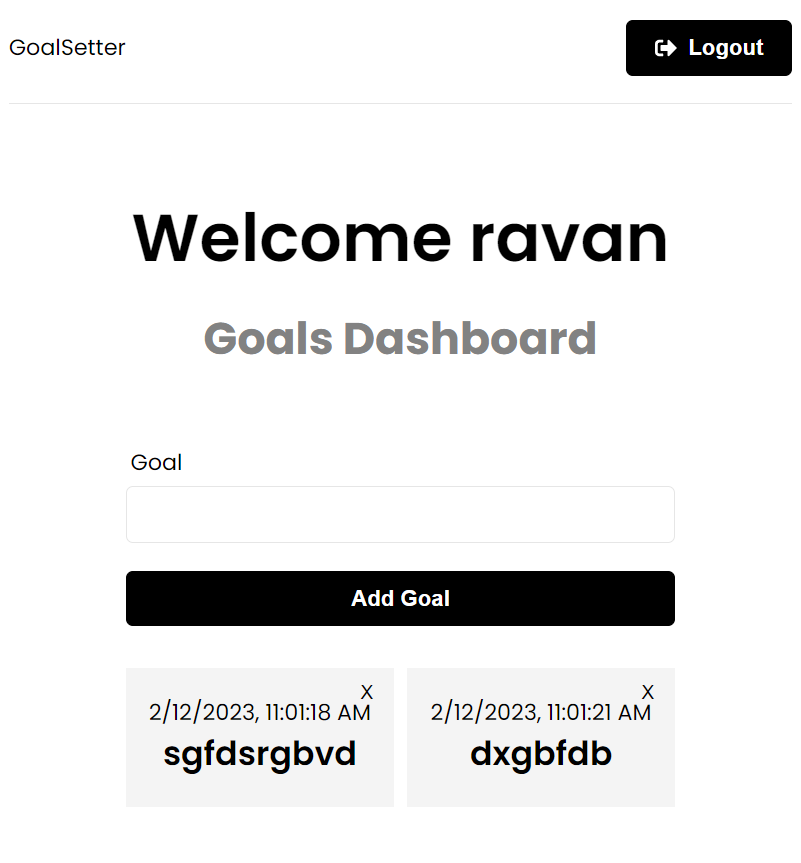 GoalSetter
Logout
Welcome ravan
Goals Dashboard
Goal
Add Goal
X
2/12/2023, 11:01:18 AM
sgfdsrgbvd
X
2/12/2023, 11:01:21 AM
dxgbfdb